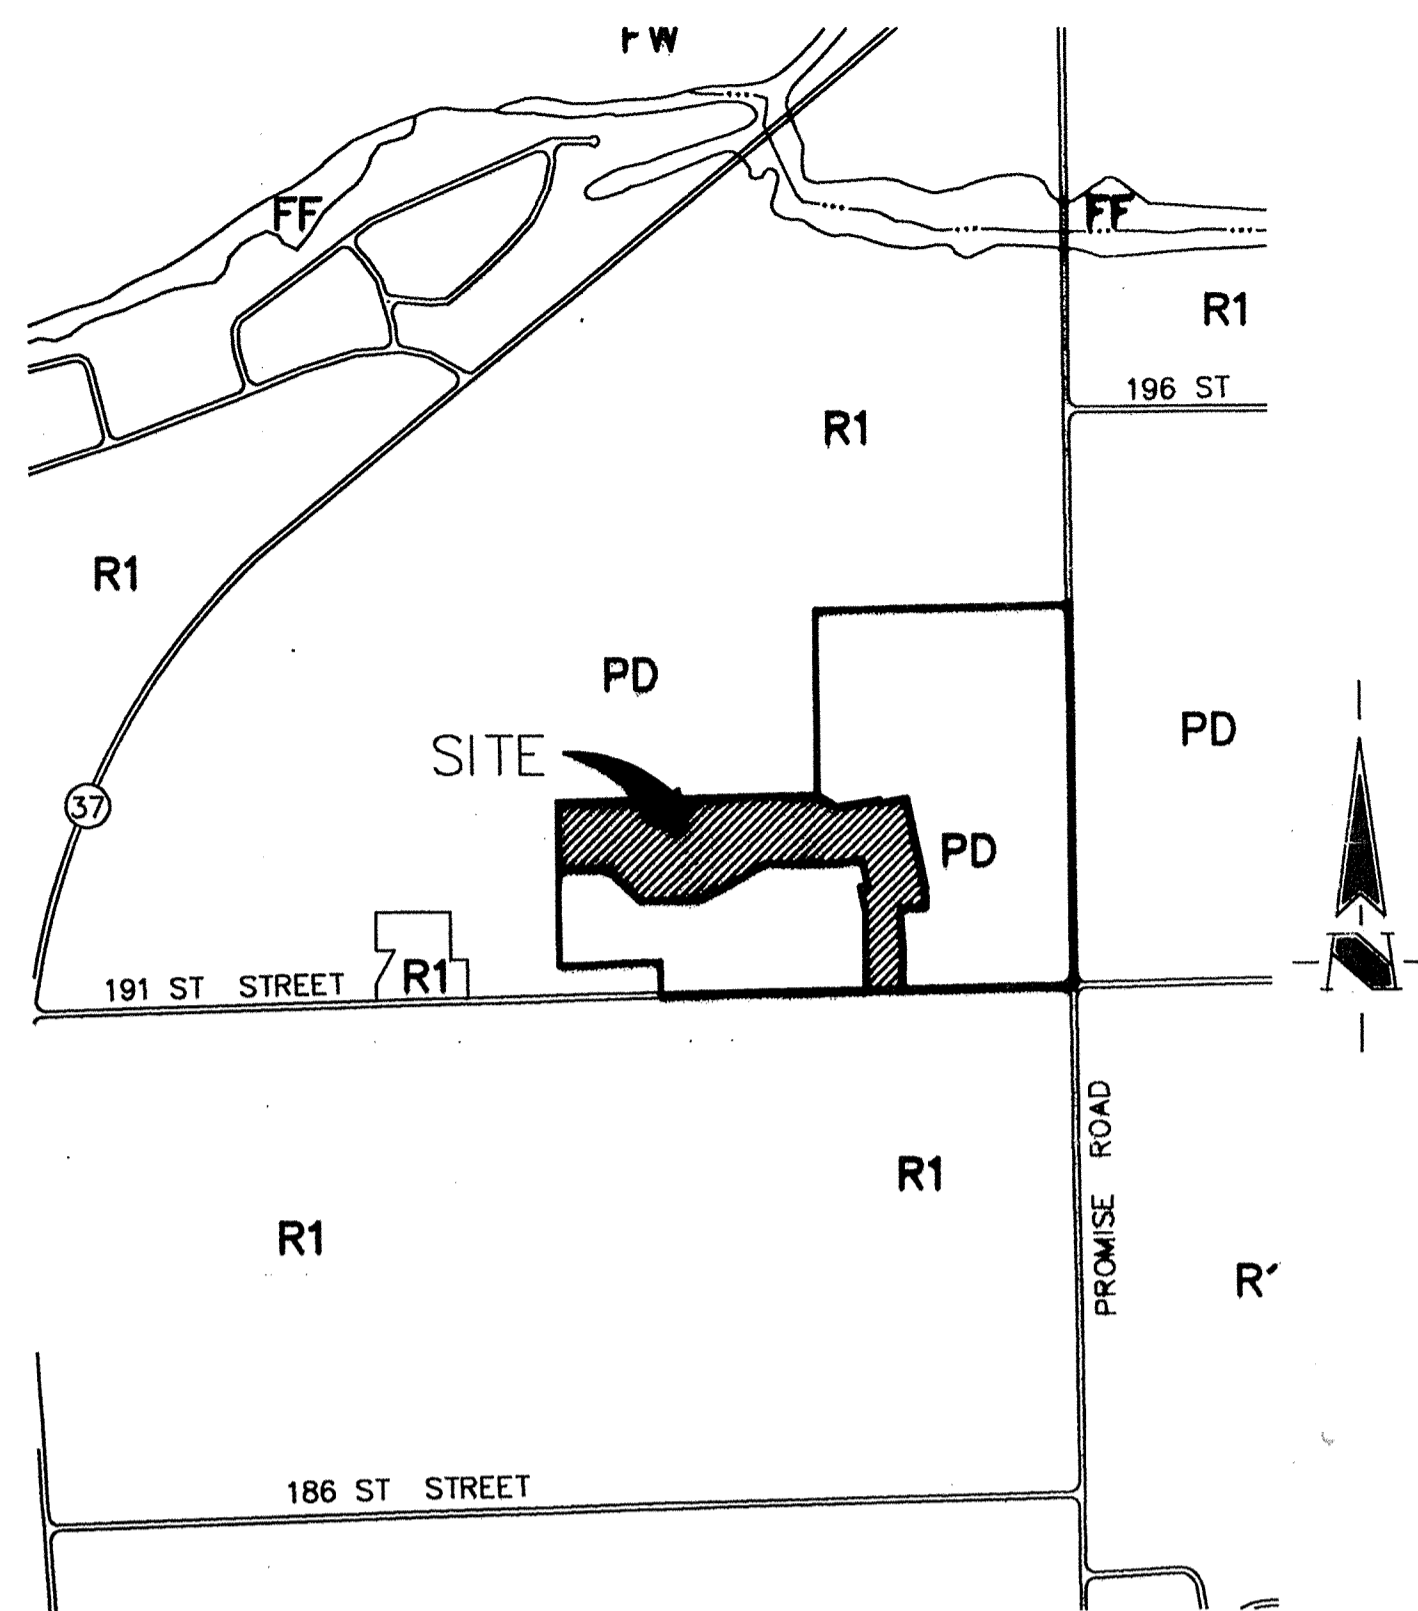 FW
FF
FF
R1
196 ST
R1
R1
PD
PD
SITE
37
PD
R1
191 ST STREET
N
PROMISE ROAD
R1
R1
186 ST STREET